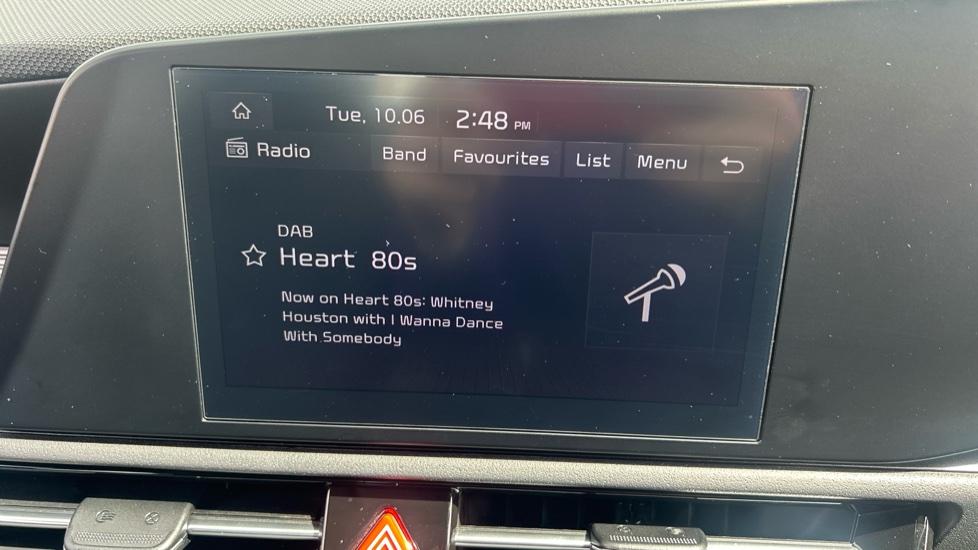 Tue, 10.06 2:48 PM
Radio Band Favourites List Menu
DAB
Heart 80s
Now on Heart 80s: Whitney
Houston with I Wanna Dance
With Somebody